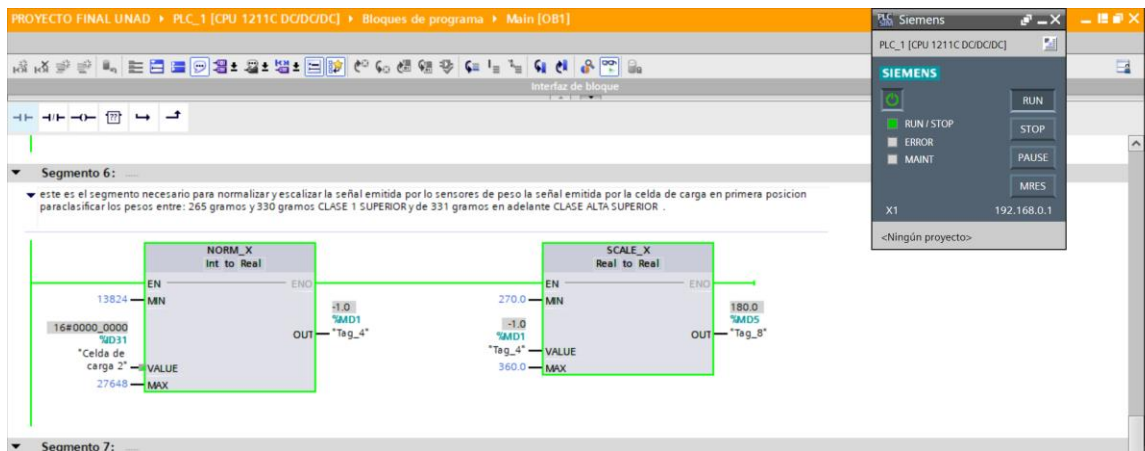 PROYECTO FINAL UNAD ▸ PLC_1 [CPU 1211C DC/DC/DC] ▸ Bloques de programa ▸ Main [OB1]
Siemens
PLC_1 [CPU 1211C DC/DC/DC]
SIEMENS
RUN
RUN / STOP
STOP
ERROR
MAINT
PAUSE
MRES
X1 192.168.0.1
<Ningún proyecto>
Interfaz de bloque
Segmento 6:
este es el segmento necesario para normalizar y escalizar la señal emitida por lo sensores de peso la señal emitida por la celda de carga en primera posicion
paraclasificar los pesos entre: 265 gramos y 330 gramos CLASE 1 SUPERIOR y de 331 gramos en adelante CLASE ALTA SUPERIOR .
NORM_X
Int to Real
EN ENO
13824 MIN
16#0000_0000
%ID31
"Celda de
carga 2" VALUE
27648 MAX
-1.0
%MD1
OUT "Tag_4"
SCALE_X
Real to Real
EN ENO
270.0 MIN
-1.0
%MD1
"Tag_4" VALUE
360.0 MAX
180.0
%MD5
OUT "Tag_8"
Segmento 7: